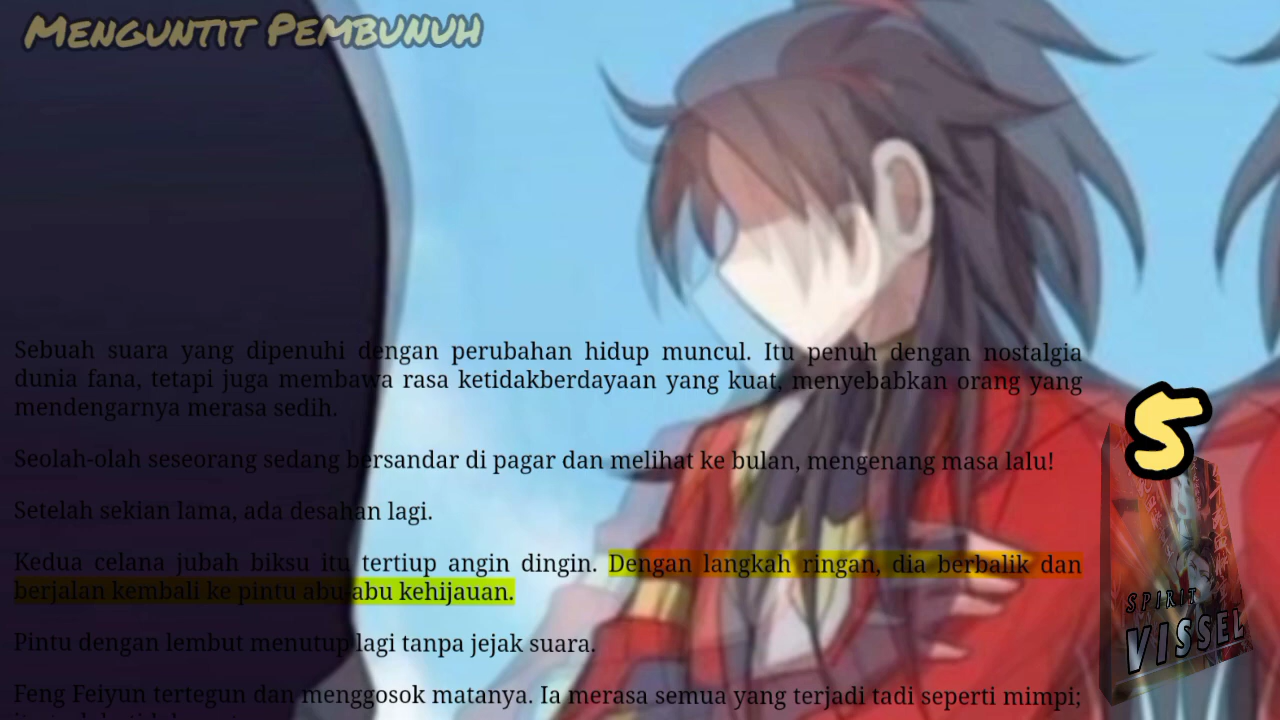 Menguntit Pembunuh
Sebuah suara yang dipenuhi dengan perubahan hidup muncul. Itu penuh dengan nostalgia
dunia fana, tetapi juga membawa rasa ketidakberdayaan yang kuat, menyebabkan orang yang
mendengarnya merasa sedih.
Seolah-olah seseorang sedang bersandar di pagar dan melihat ke bulan, mengenang masa lalu!
Setelah sekian lama, ada desahan lagi.
Kedua celana jubah biksu itu tertiup angin dingin. Dengan langkah ringan, dia berbalik dan
berjalan kembali ke pintu abu-abu kehijauan.
Pintu dengan lembut menutup lagi tanpa jejak suara.
Feng Feiyun tertegun dan menggosok matanya. Ia merasa semua yang terjadi tadi seperti mimpi;
S
SPIRIT
VISSEL